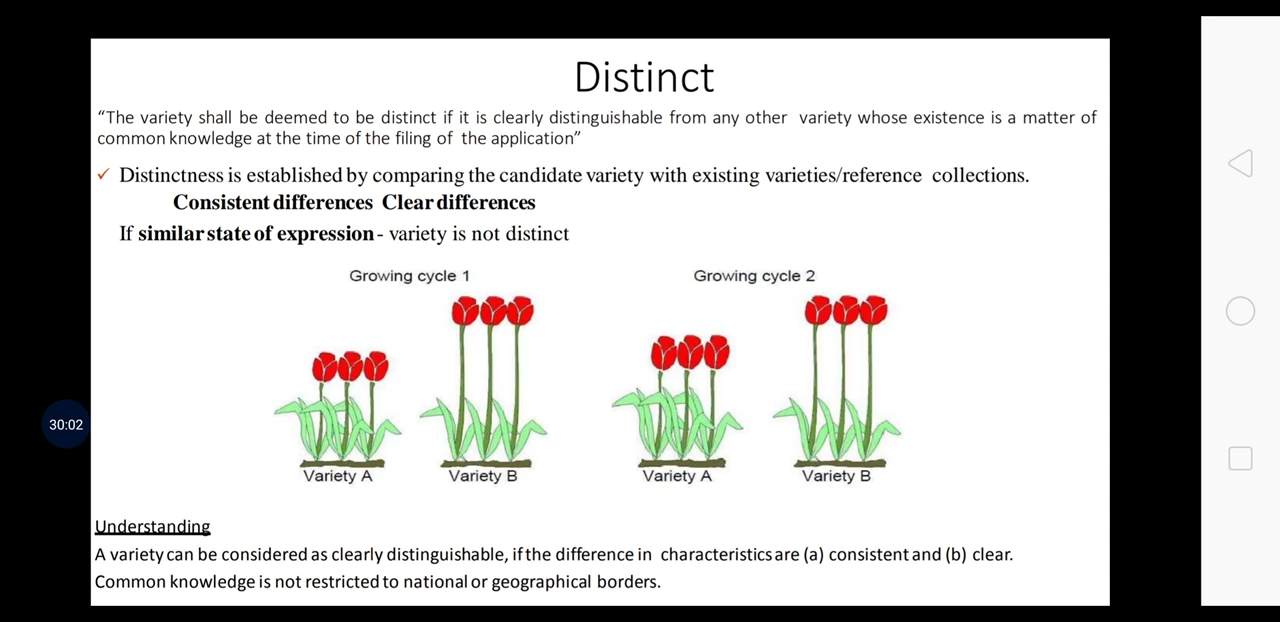 Distinct
“The variety shall be deemed to be distinct if it is clearly distinguishable from any other variety whose existence is a matter of
common knowledge at the time of the filing of the application”
✓ Distinctness is established by comparing the candidate variety with existing varieties/reference collections.
Consistent differences Clear differences
If similar state of expression - variety is not distinct
Growing cycle 1
Growing cycle 2
Variety A
Variety B
Variety A
Variety B
30:02
Understanding
A variety can be considered as clearly distinguishable, if the difference in characteristics are (a) consistent and (b) clear.
Common knowledge is not restricted to national or geographical borders.